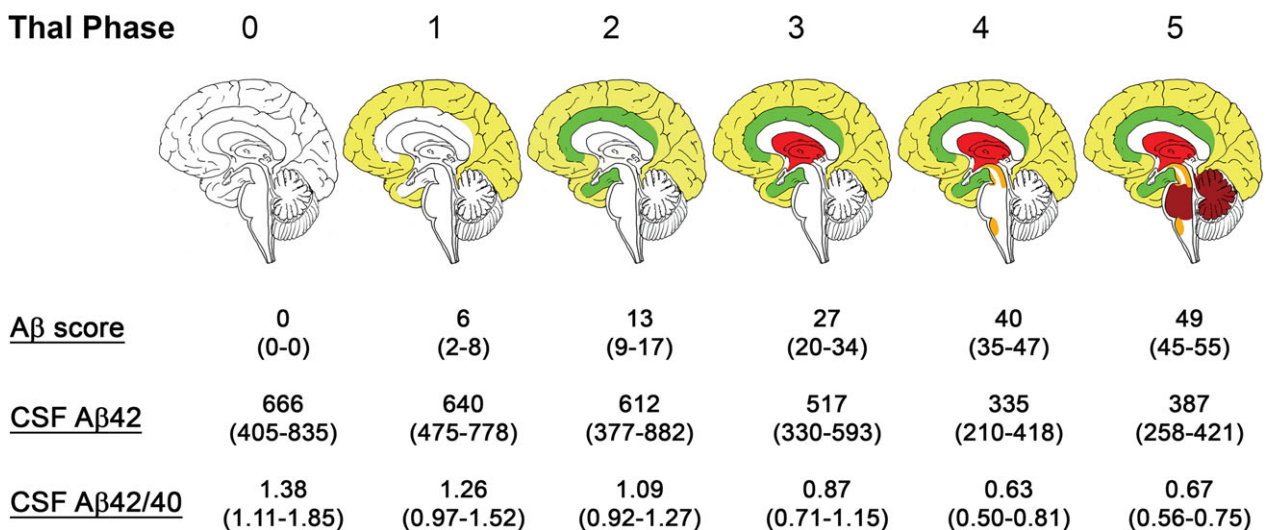 Thal Phase 0 1 2 3 4 5
Aβ score 0 6 13 27 40 49
(0-0) (2-8) (9-17) (20-34) (35-47) (45-55)
CSF Aβ42 666 640 612 517 335 387
(405-835) (475-778) (377-882) (330-593) (210-418) (258-421)
CSF Aβ42/40 1.38 1.26 1.09 0.87 0.63 0.67
(1.11-1.85) (0.97-1.52) (0.92-1.27) (0.71-1.15) (0.50-0.81) (0.56-0.75)